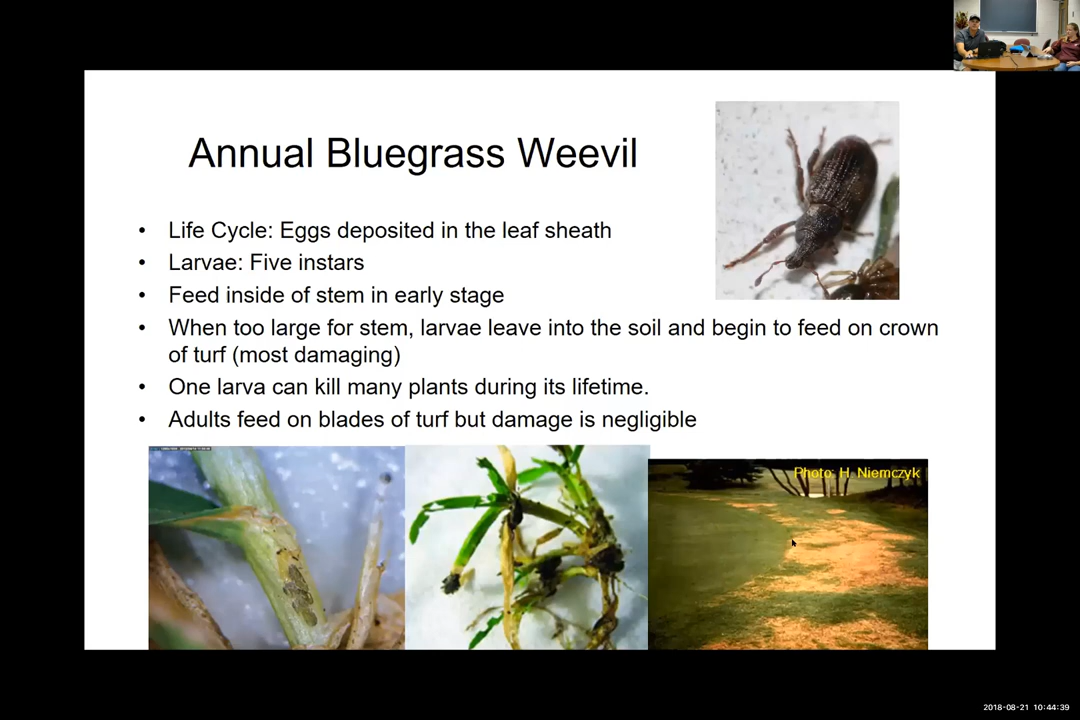 Annual Bluegrass Weevil
• Life Cycle: Eggs deposited in the leaf sheath
• Larvae: Five instars
• Feed inside of stem in early stage
• When too large for stem, larvae leave into the soil and begin to feed on crown
of turf (most damaging)
• One larva can kill many plants during its lifetime.
• Adults feed on blades of turf but damage is negligible
Photo: H. Niemczyk
2018-08-21 10:44:39